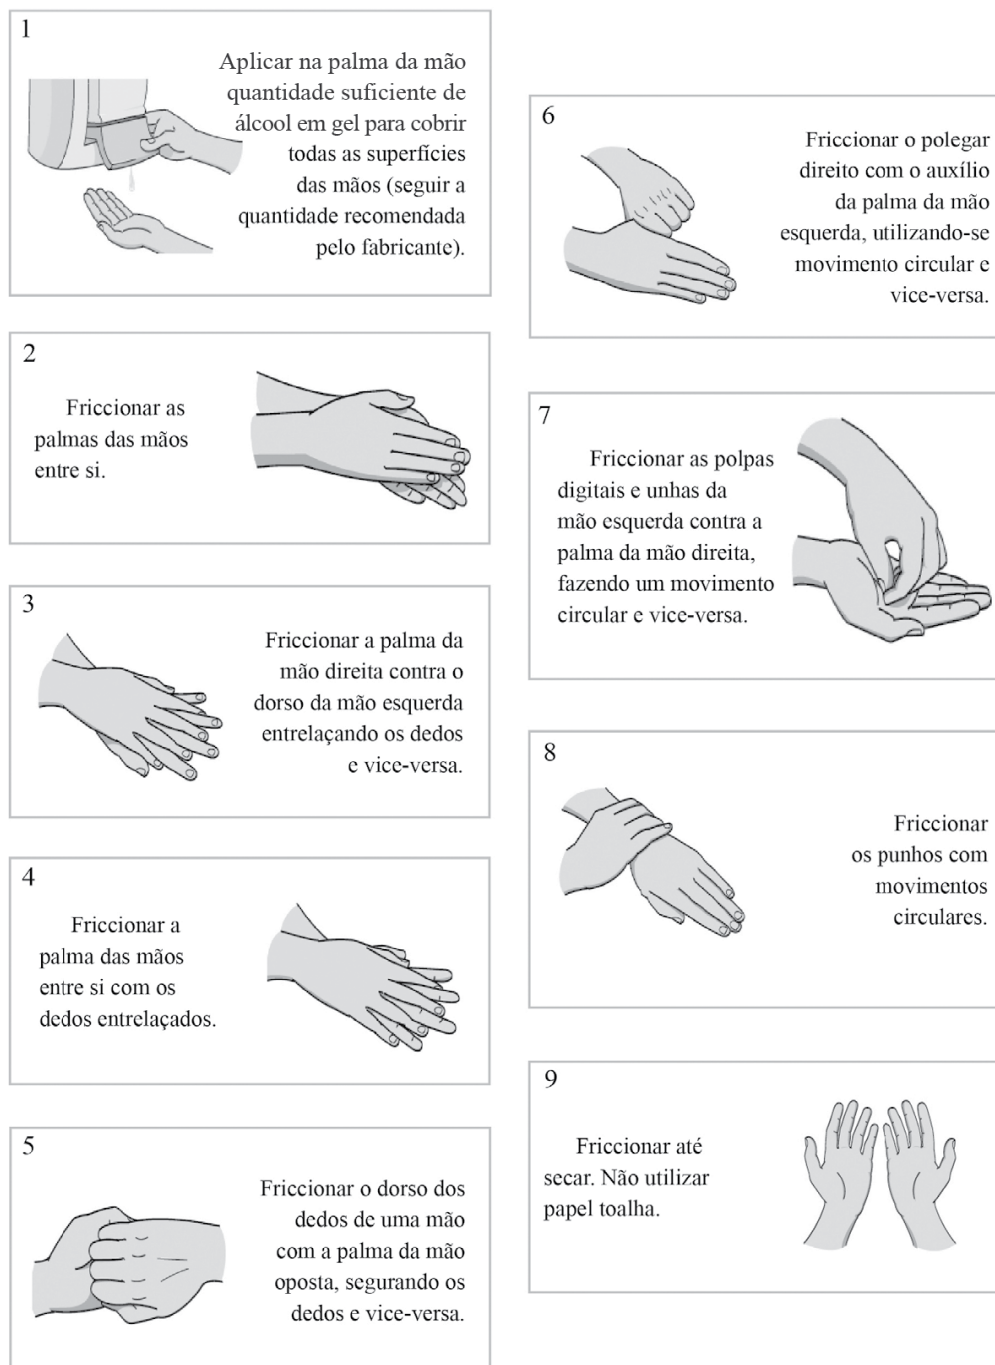 1
Aplicar na palma da mão
quantidade suficiente de
álcool em gel para cobrir
todas as superfícies
das mãos (seguir a
quantidade recomendada
pelo fabricante).
2
Friccionar as
palmas das mãos
entre si.
3
Friccionar a palma da
mão direita contra o
dorso da mão esquerda
entrelaçando os dedos
e vice-versa.
4
Friccionar a
palma das mãos
entre si com os
dedos entrelaçados.
5
Friccionar o dorso dos
dedos de uma mão
com a palma da mão
oposta, segurando os
dedos e vice-versa.
6
Friccionar o polegar
direito com o auxílio
da palma da mão
esquerda, utilizando-se
movimento circular e
vice-versa.
7
Friccionar as polpas
digitais e unhas da
mão esquerda contra a
palma da mão direita,
fazendo um movimento
circular e vice-versa.
8
Friccionar
os punhos com
movimentos
circulares.
9
Friccionar até
secar. Não utilizar
papel toalha.